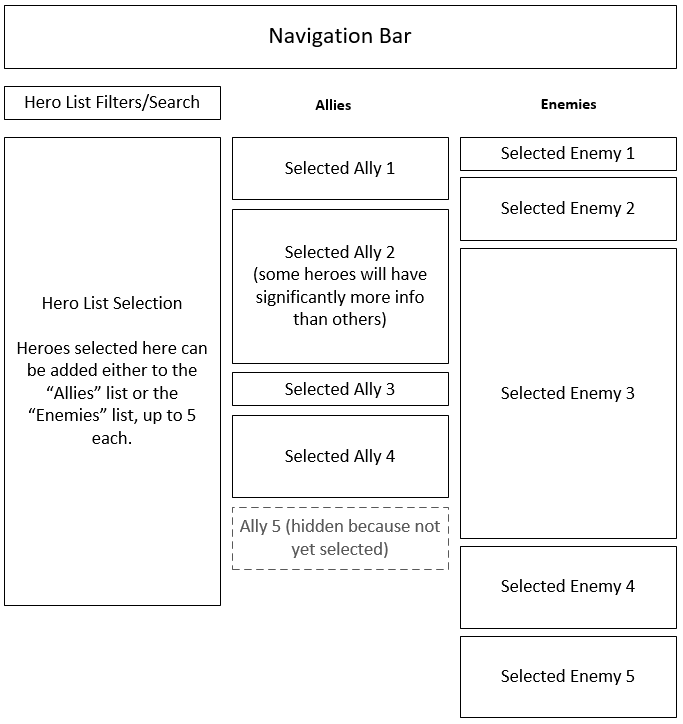 Navigation Bar
Hero List Filters/Search
Allies
Enemies
Hero List Selection
Heroes selected here can
be added either to the
“Allies” list or the
“Enemies” list, up to 5
each.
Selected Ally 1
Selected Ally 2
(some heroes will have
significantly more info
than others)
Selected Ally 3
Selected Ally 4
Ally 5 (hidden because not
yet selected)
Selected Enemy 1
Selected Enemy 2
Selected Enemy 3
Selected Enemy 4
Selected Enemy 5